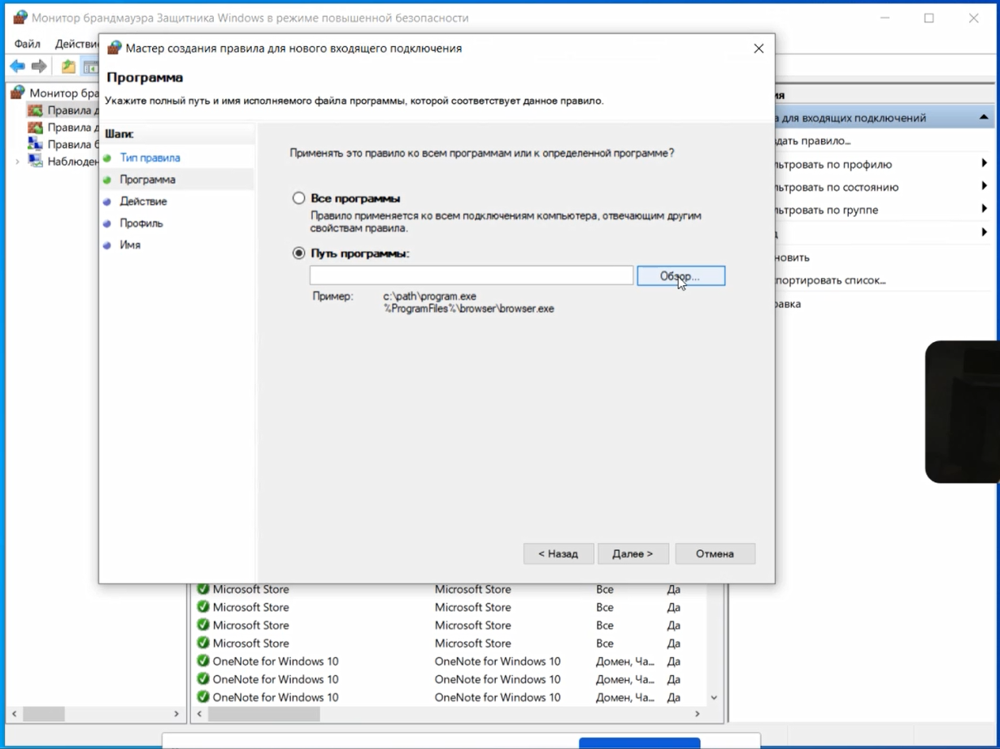 Монитор брандмауэра Защитника Windows в режиме повышенной безопасности
Файл Действи
Мастер создания правила для нового входящего подключения
Программа
Укажите полный путь и имя исполняемого файла программы, которой соответствует данное правило.
Монитор бра
Правила д
Правила д
Правила б
Наблюден
Шаги:
Тип правила
Программа
Действие
Профиль
Имя
Применять это правило ко всем программам или к определенной программе?
Все программы
Правило применяется ко всем подключениям компьютера, отвечающим другим
свойствам правила.
Путь программы:
Обзор...
Пример: c:\path\program.exe
%ProgramFiles%\browser\browser.exe
< Назад Далее > Отмена
ия
а для входящих подключений
дать правило...
льтровать по профилю
льтровать по состоянию
льтровать по группе
д
новить
спортировать список...
равка
Microsoft Store Microsoft Store Все Да
Microsoft Store Microsoft Store Все Да
Microsoft Store Microsoft Store Все Да
Microsoft Store Microsoft Store Все Да
OneNote for Windows 10 OneNote for Windows 10 Домен, Ча... Да
OneNote for Windows 10 OneNote for Windows 10 Домен, Ча... Да
OneNote for Windows 10 OneNote for Windows 10 Домен, Ча... Да